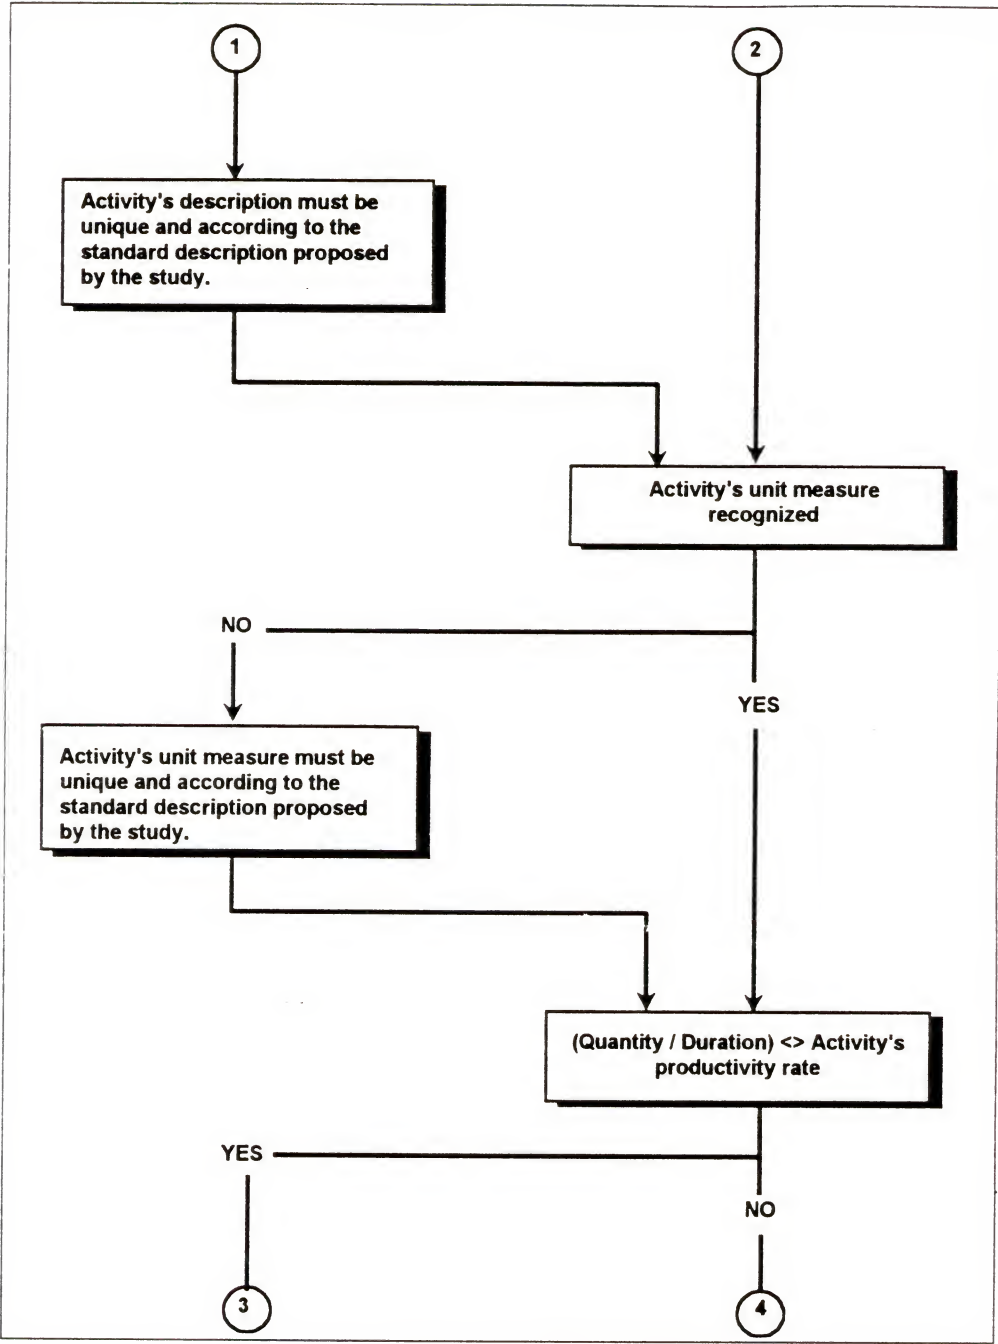 1
2
Activity's description must be
unique and according to the
standard description proposed
by the study.
Activity's unit measure
recognized
NO
YES
Activity's unit measure must be
unique and according to the
standard description proposed
by the study.
(Quantity / Duration) <> Activity's
productivity rate
YES
NO
3
4